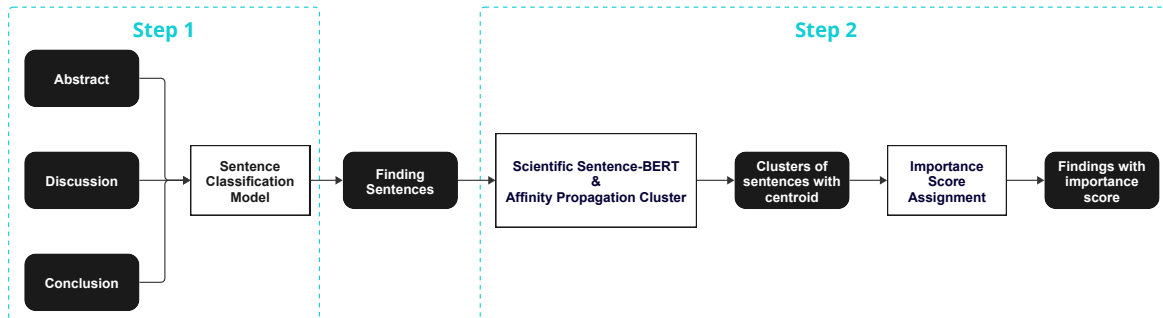 Step 1
Step 2
Abstract
Discussion
Conclusion
Sentence
Classification
Model
Finding
Sentences
Scientific Sentence-BERT
&
Affinity Propagation Cluster
Clusters of
sentences with
centroid
Importance
Score
Assignment
Findings with
importance
score